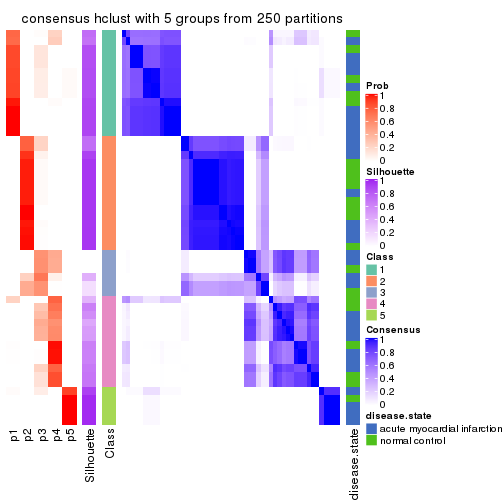 consensus hclust with 5 groups from 250 partitions
Prob
1
0.8
0.6
0.4
0.2
0
Silhouette
1
0.8
0.6
0.4
0.2
0
Class
1
2
3
4
5
Consensus
1
0.8
0.6
0.4
0.2
0
disease.state
acute myocardial infarction
normal control
p1
p2
p3
p4
p5
Silhouette
Class
disease.state